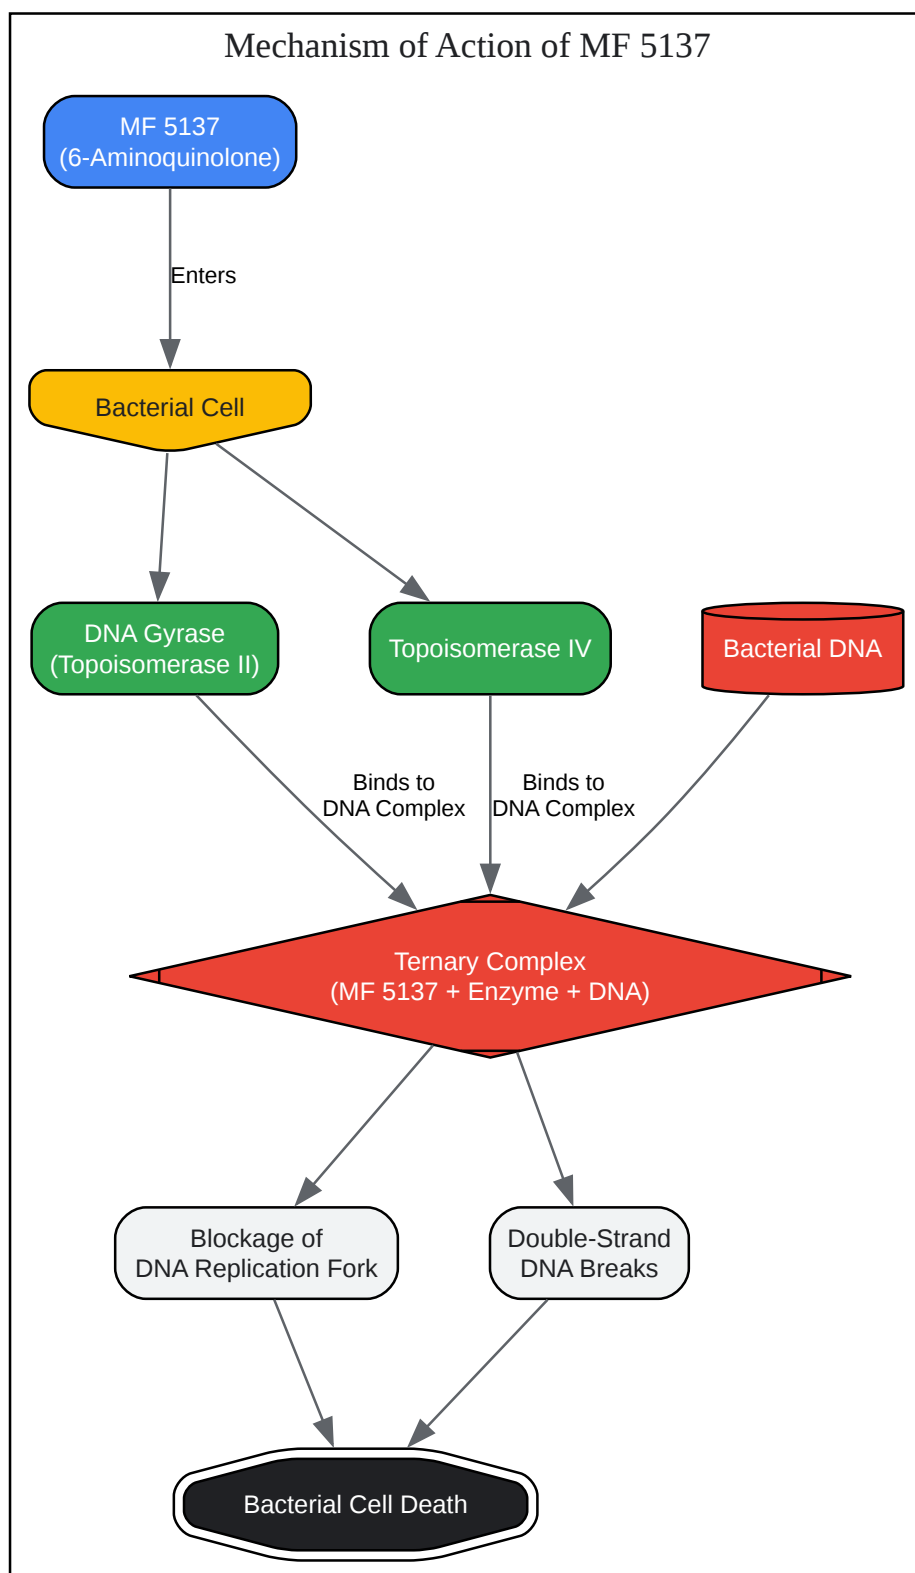 Mechanism of Action of MF 5137
MF 5137
(6-Aminoquinolone)
Enters
Bacterial Cell
DNA Gyrase
(Topoisomerase II)
Topoisomerase IV
Bacterial DNA
Binds to
DNA Complex
Binds to
DNA Complex
Ternary Complex
(MF 5137 + Enzyme + DNA)
Blockage of
DNA Replication Fork
Double-Strand
DNA Breaks
Bacterial Cell Death